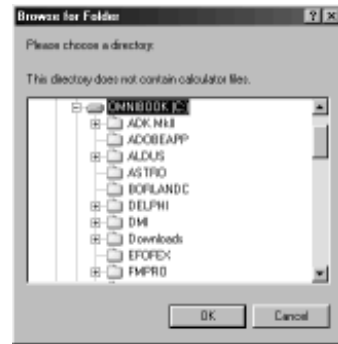 Browse for Folder
Please choose a directory:
This directory does not contain calculator files.
OMNIBOOK (C:)
ADK MkII
ADOBEAPP
ALDUS
ASTRO
BORLANDC
DELPHI
DMI
Downloads
EFOFEX
FMPRO
OK
Cancel